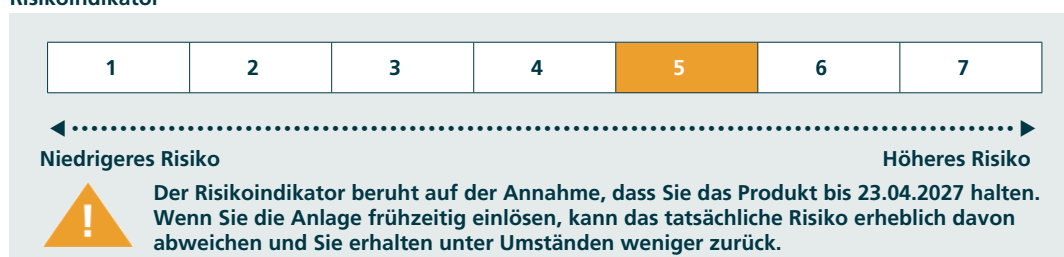 Risikoindikator
1 2 3 4 5 6 7
Niedrigeres Risiko Höheres Risiko
!
Der Risikoindikator beruht auf der Annahme, dass Sie das Produkt bis 23.04.2027 halten.
Wenn Sie die Anlage frühzeitig einlösen, kann das tatsächliche Risiko erheblich davon
abweichen und Sie erhalten unter Umständen weniger zurück.